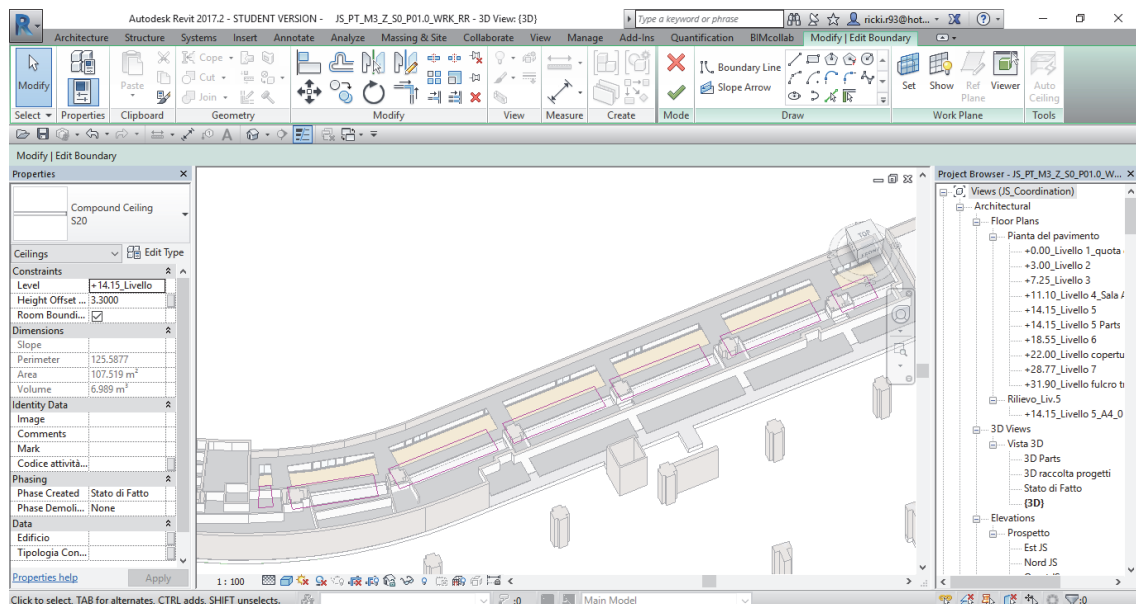 Autodesk Revit 2017.2 - STUDENT VERSION - JS_PT_M3_Z_S0_P01.0_WRK_RR - 3D View: {3D}
Type a keyword or phrase
ricki.r93@hot...
Architecture Structure Systems Insert Annotate Analyze Massing & Site Collaborate View Manage Add-Ins Quantification BIMcollab Modify | Edit Boundary
Modify
Paste
Cope
Cut
Join
Boundary Line
Slope Arrow
Set Show Ref Plane Viewer Auto Ceiling
Select Properties Clipboard Geometry Modify View Measure Create Mode Draw Work Plane Tools
Modify | Edit Boundary
Properties
Compound Ceiling
S20
Ceilings Edit Type
Constraints
Level +14.15_Livello
Height Offset ... 3.3000
Room Boundi...
Dimensions
Slope
Perimeter 125.5877
Area 107.519 m²
Volume 6.989 m³
Identity Data
Image
Comments
Mark
Codice attività...
Phasing
Phase Created Stato di Fatto
Phase Demoli... None
Data
Edificio
Tipologia Con...
Properties help Apply
TOP
FRONT
1 : 100
Project Browser - JS_PT_M3_Z_S0_P01.0_W...
Views (JS_Coordination)
Architectural
Floor Plans
Pianta del pavimento
+0.00_Livello 1_quota
+3.00_Livello 2
+7.25_Livello 3
+11.10_Livello 4_Sala
+14.15_Livello 5
+14.15_Livello 5 Parts
+18.55_Livello 6
+22.00_Livello copertu
+28.77_Livello 7
+31.90_Livello fulcro t
Rilievo_Liv.5
+14.15_Livello 5_A4_0
3D Views
Vista 3D
3D Parts
3D raccolta progetti
Stato di Fatto
{3D}
Elevations
Prospetto
Est JS
Nord JS
Click to select, TAB for alternates, CTRL adds, SHIFT unselects.
:0
Main Model
:0